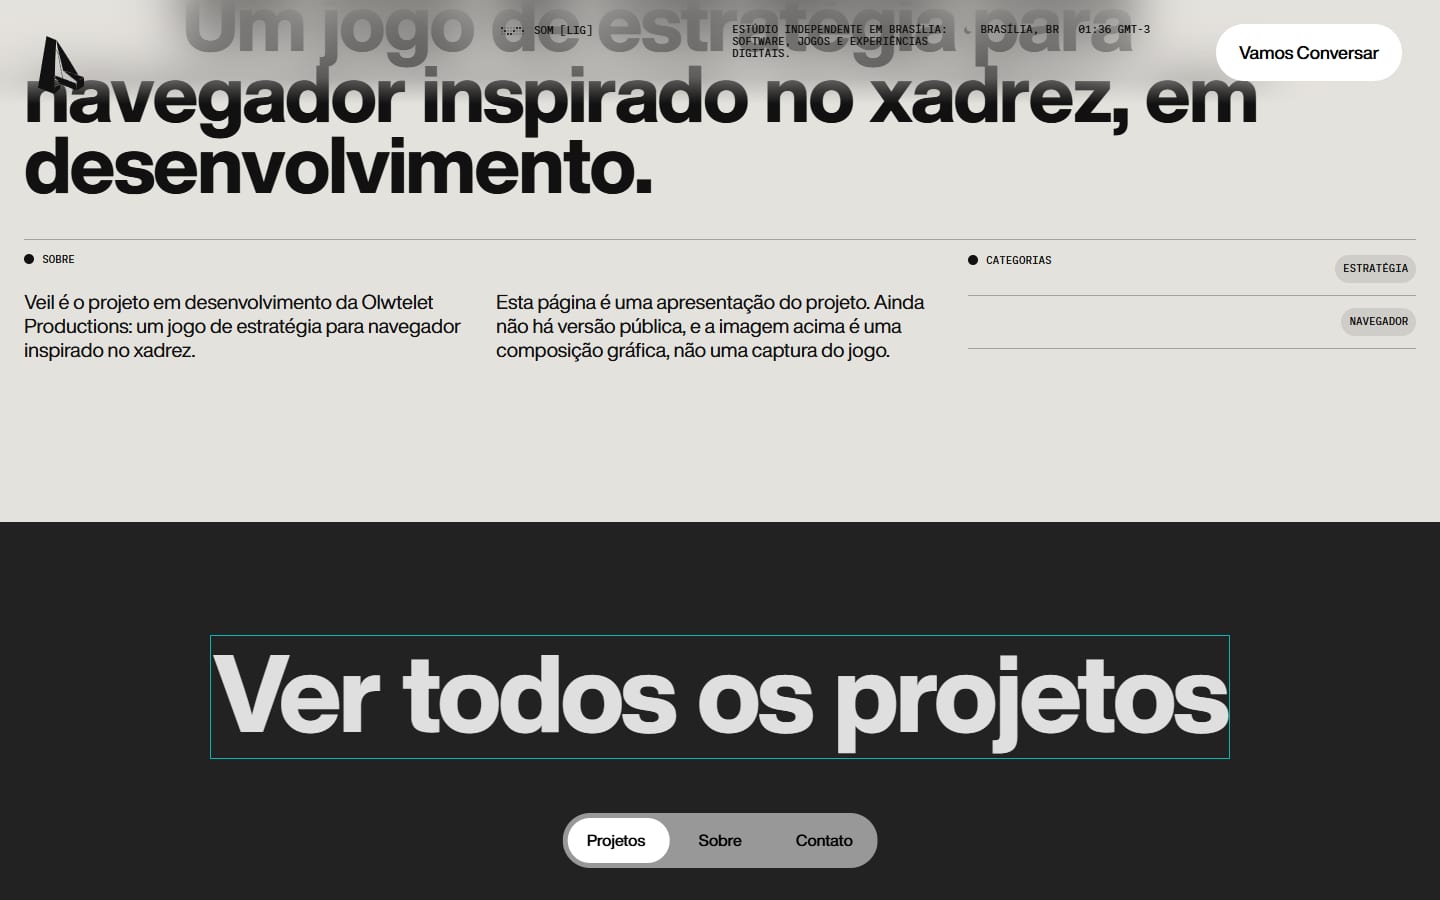 Um jogo de estratégia para
navegador inspirado no xadrez, em
desenvolvimento.
SOM [LIG]
ESTÚDIO INDEPENDENTE EM BRASÍLIA:
SOFTWARE, JOGOS E EXPERIÊNCIAS
DIGITAIS.
BRASÍLIA, BR 01:36 GMT-3
Vamos Conversar
SOBRE
Veil é o projeto em desenvolvimento da Olwtelet
Productions: um jogo de estratégia para navegador
inspirado no xadrez.
Esta página é uma apresentação do projeto. Ainda
não há versão pública, e a imagem acima é uma
composição gráfica, não uma captura do jogo.
CATEGORIAS
ESTRATÉGIA
NAVEGADOR
Ver todos os projetos
Projetos
Sobre
Contato